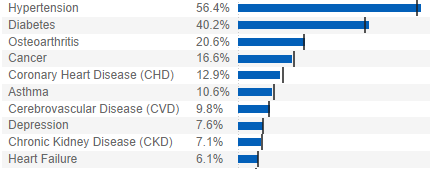 Hypertension 56.4%
Diabetes 40.2%
Osteoarthritis 20.6%
Cancer 16.6%
Coronary Heart Disease (CHD) 12.9%
Asthma 10.6%
Cerebrovascular Disease (CVD) 9.8%
Depression 7.6%
Chronic Kidney Disease (CKD) 7.1%
Heart Failure 6.1%